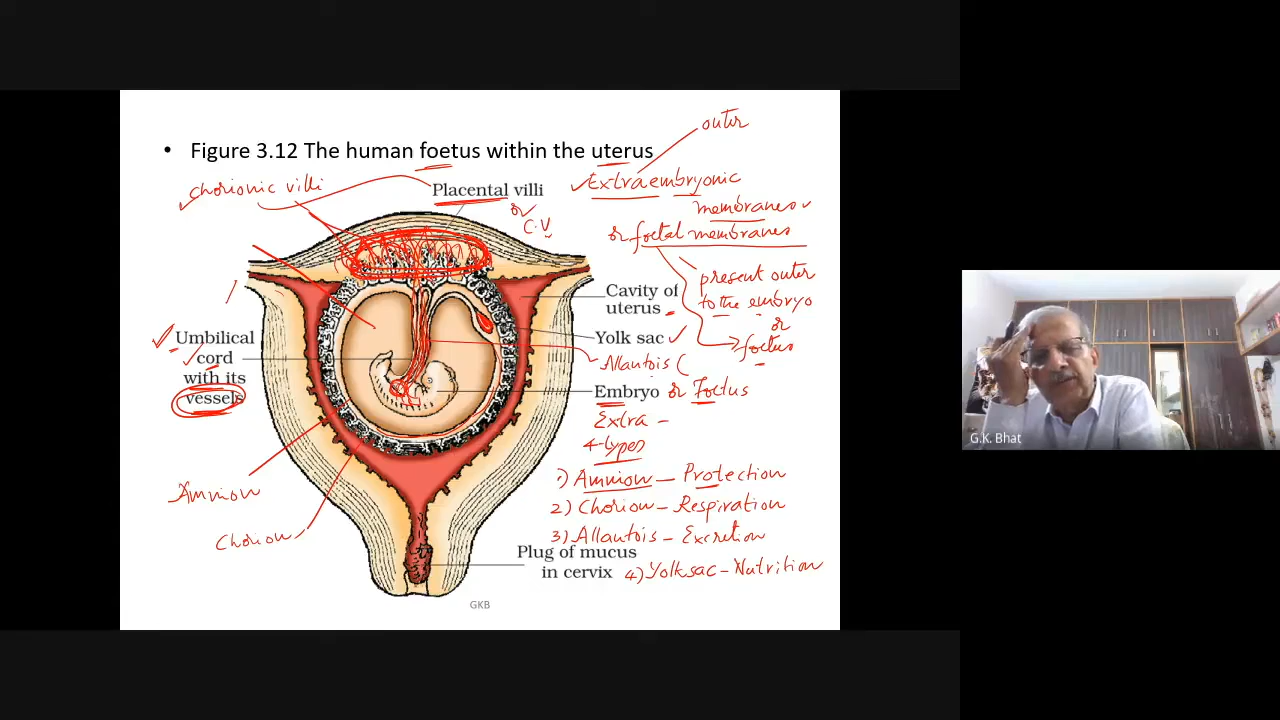 outer
• Figure 3.12 The human foetus within the uterus
Chorionic villi
Placental villi
or
C.V
Extraembryonic
membranes
or foetal membranes
present outer
to the embryo
or
foetus
Cavity of
uterus
Yolk sac
Allantois (
Embryo or Foetus
Umbilical
cord
with its
vessels
Extra -
4-types
1) Amnion - Protection
2) Chorion - Respiration
3) Allantois - Excretion
4) Yolksac - Nutrition
Amnion
Chorion
Plug of mucus
in cervix
GKB
G.K. Bhat